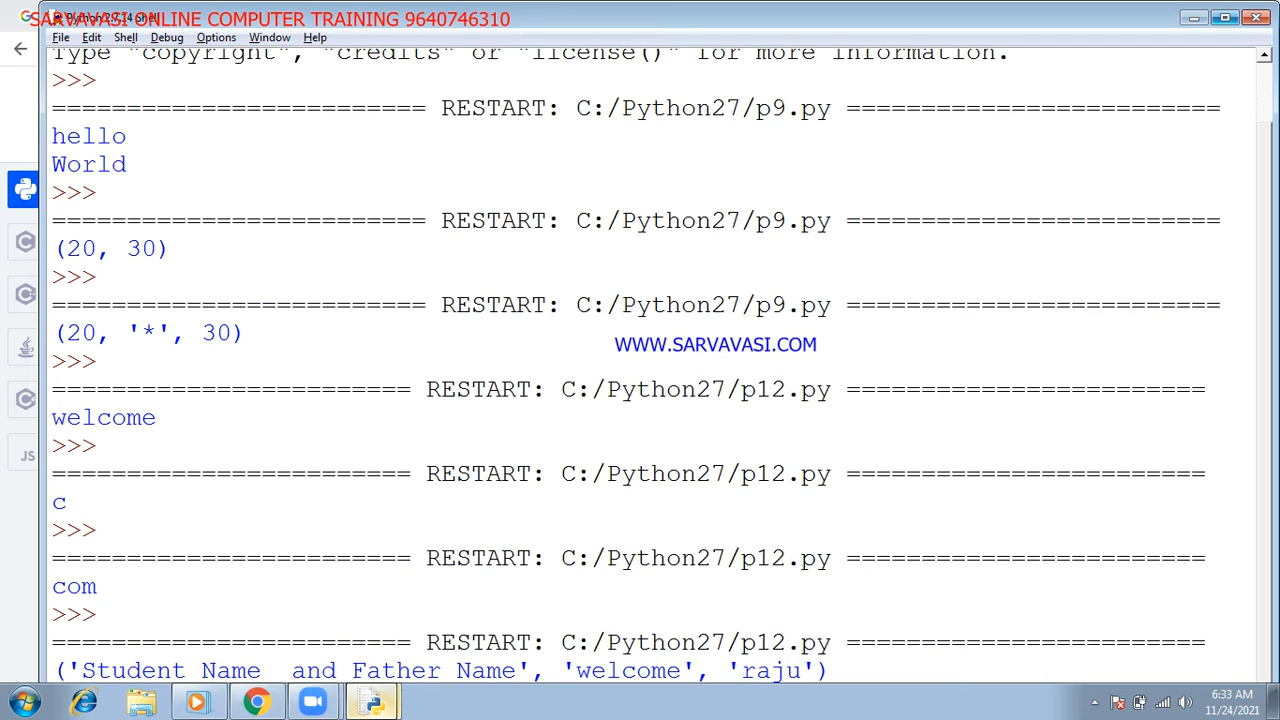 SARVAVASI ONLINE COMPUTER TRAINING 9640746310
File Edit Shell Debug Options Window Help
Type "copyright", "credits" or "license()" for more information.
>>>
========================= RESTART: C:/Python27/p9.py =========================
hello
World
>>>
========================= RESTART: C:/Python27/p9.py =========================
(20, 30)
>>>
========================= RESTART: C:/Python27/p9.py =========================
(20, '*', 30)
WWW.SARVAVASI.COM
>>>
======================== RESTART: C:/Python27/p12.py ========================
welcome
>>>
======================== RESTART: C:/Python27/p12.py ========================
c
>>>
======================== RESTART: C:/Python27/p12.py ========================
com
>>>
======================== RESTART: C:/Python27/p12.py ========================
('Student Name  and Father Name', 'welcome', 'raju')
JS
6:33 AM
11/24/2021